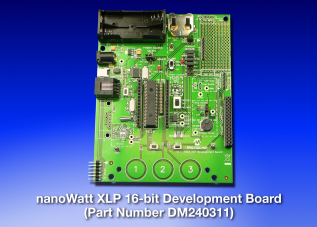 1
2
3
nanoWatt XLP 16-bit Development Board
(Part Number DM240311)